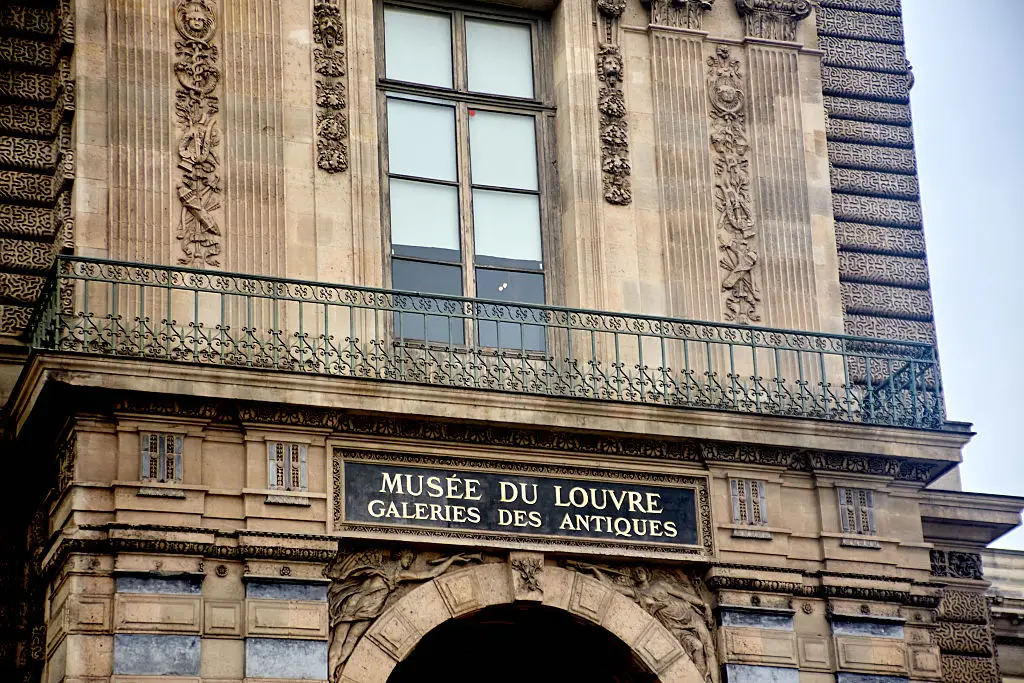 MUSÉE DU LOUVRE
GALERIES DES ANTIQUES